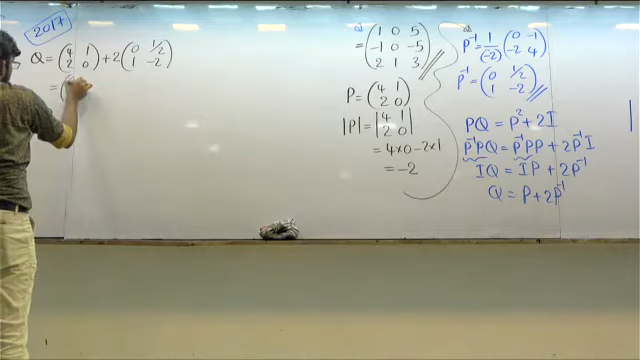 2017
Q = (4 1; 2 0) + 2 (0 1/2; 1 -2)
= (
= (1 0 5; -1 0 -5; 2 1 3)
P = (4 1; 2 0)
|P| = |4 1; 2 0|
= 4×0 - 2×1
= -2
P⁻¹ = 1/(-2) (0 -1; -2 4)
P⁻¹ = (0 1/2; 1 -2)
PQ = P² + 2I
P⁻¹PQ = P⁻¹PP + 2P⁻¹I
IQ = IP + 2P⁻¹
Q = P + 2P⁻¹